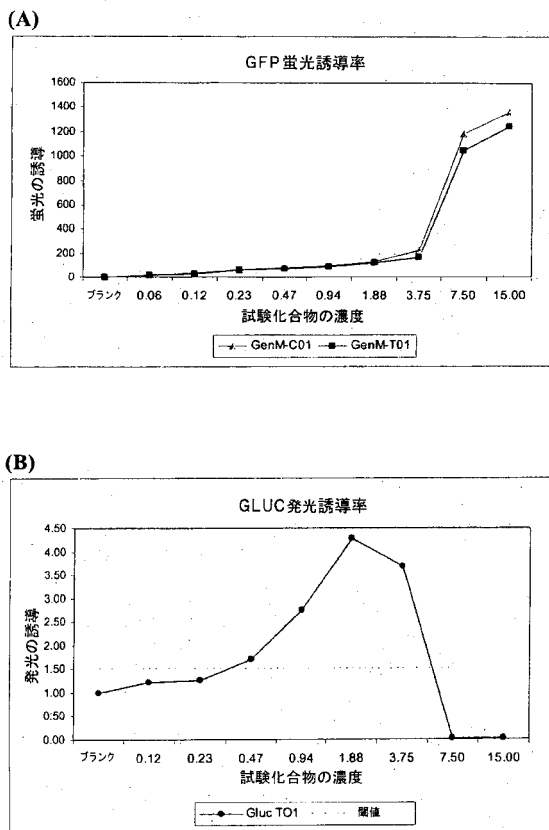 (A)
GFP蛍光誘導率
蛍光の誘導
1600
1400
1200
1000
800
600
400
200
0
ブランク 0.06 0.12 0.23 0.47 0.94 1.88 3.75 7.50 15.00
試験化合物の濃度
GenM-C01 GenM-T01
(B)
GLUC発光誘導率
発光の誘導
4.50
4.00
3.50
3.00
2.50
2.00
1.50
1.00
0.50
0.00
ブランク 0.12 0.23 0.47 0.94 1.88 3.75 7.50 15.00
試験化合物の濃度
Gluc TO1 閾値